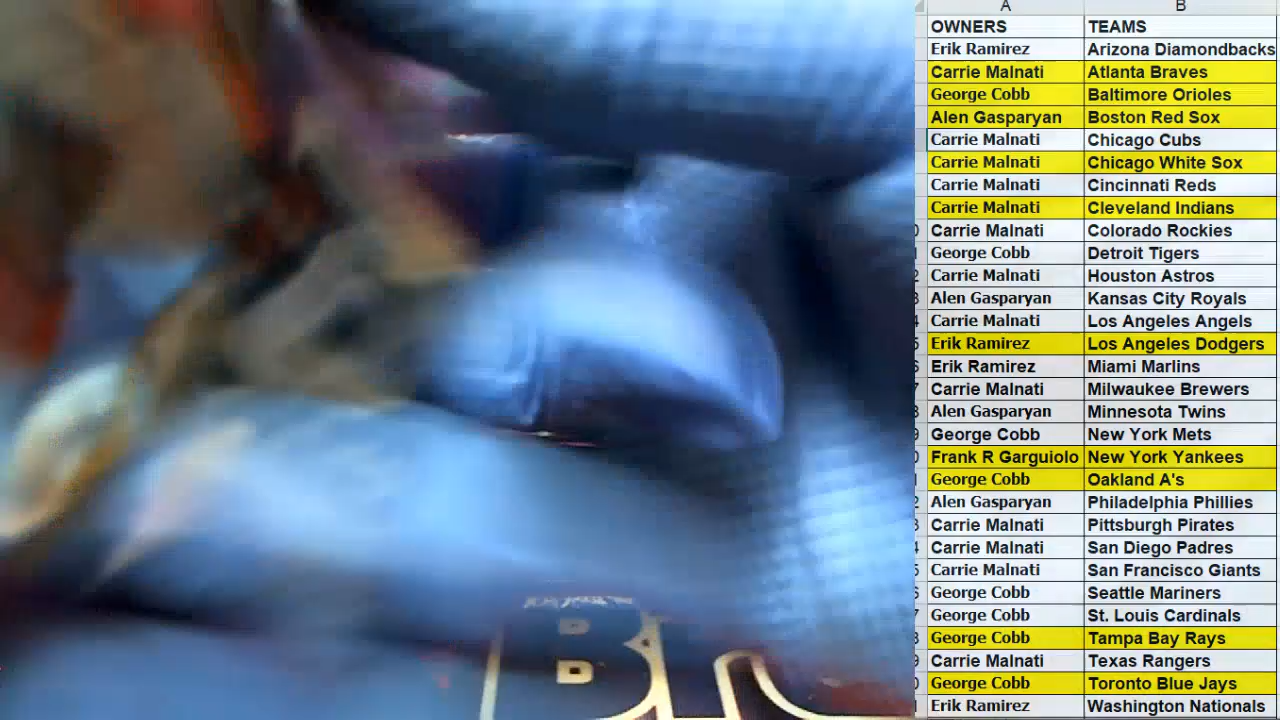 A B
OWNERS TEAMS
Erik Ramirez Arizona Diamondbacks
Carrie Malnati Atlanta Braves
George Cobb Baltimore Orioles
Alen Gasparyan Boston Red Sox
Carrie Malnati Chicago Cubs
Carrie Malnati Chicago White Sox
Carrie Malnati Cincinnati Reds
Carrie Malnati Cleveland Indians
Carrie Malnati Colorado Rockies
George Cobb Detroit Tigers
Carrie Malnati Houston Astros
Alen Gasparyan Kansas City Royals
Carrie Malnati Los Angeles Angels
Erik Ramirez Los Angeles Dodgers
Erik Ramirez Miami Marlins
Carrie Malnati Milwaukee Brewers
Alen Gasparyan Minnesota Twins
George Cobb New York Mets
Frank R Garguiolo New York Yankees
George Cobb Oakland A's
Alen Gasparyan Philadelphia Phillies
Carrie Malnati Pittsburgh Pirates
Carrie Malnati San Diego Padres
Carrie Malnati San Francisco Giants
George Cobb Seattle Mariners
George Cobb St. Louis Cardinals
George Cobb Tampa Bay Rays
Carrie Malnati Texas Rangers
George Cobb Toronto Blue Jays
Erik Ramirez Washington Nationals